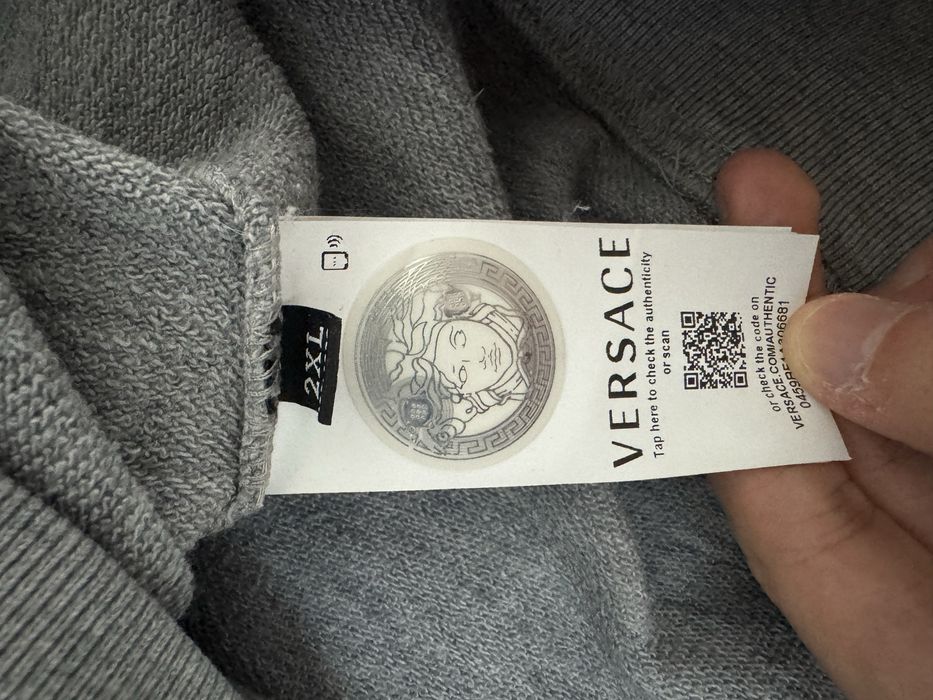 2XL
VERSACE
Tap here to check the authenticity
or scan
or check the code on
VERSACE.COM/AUTHENTIC